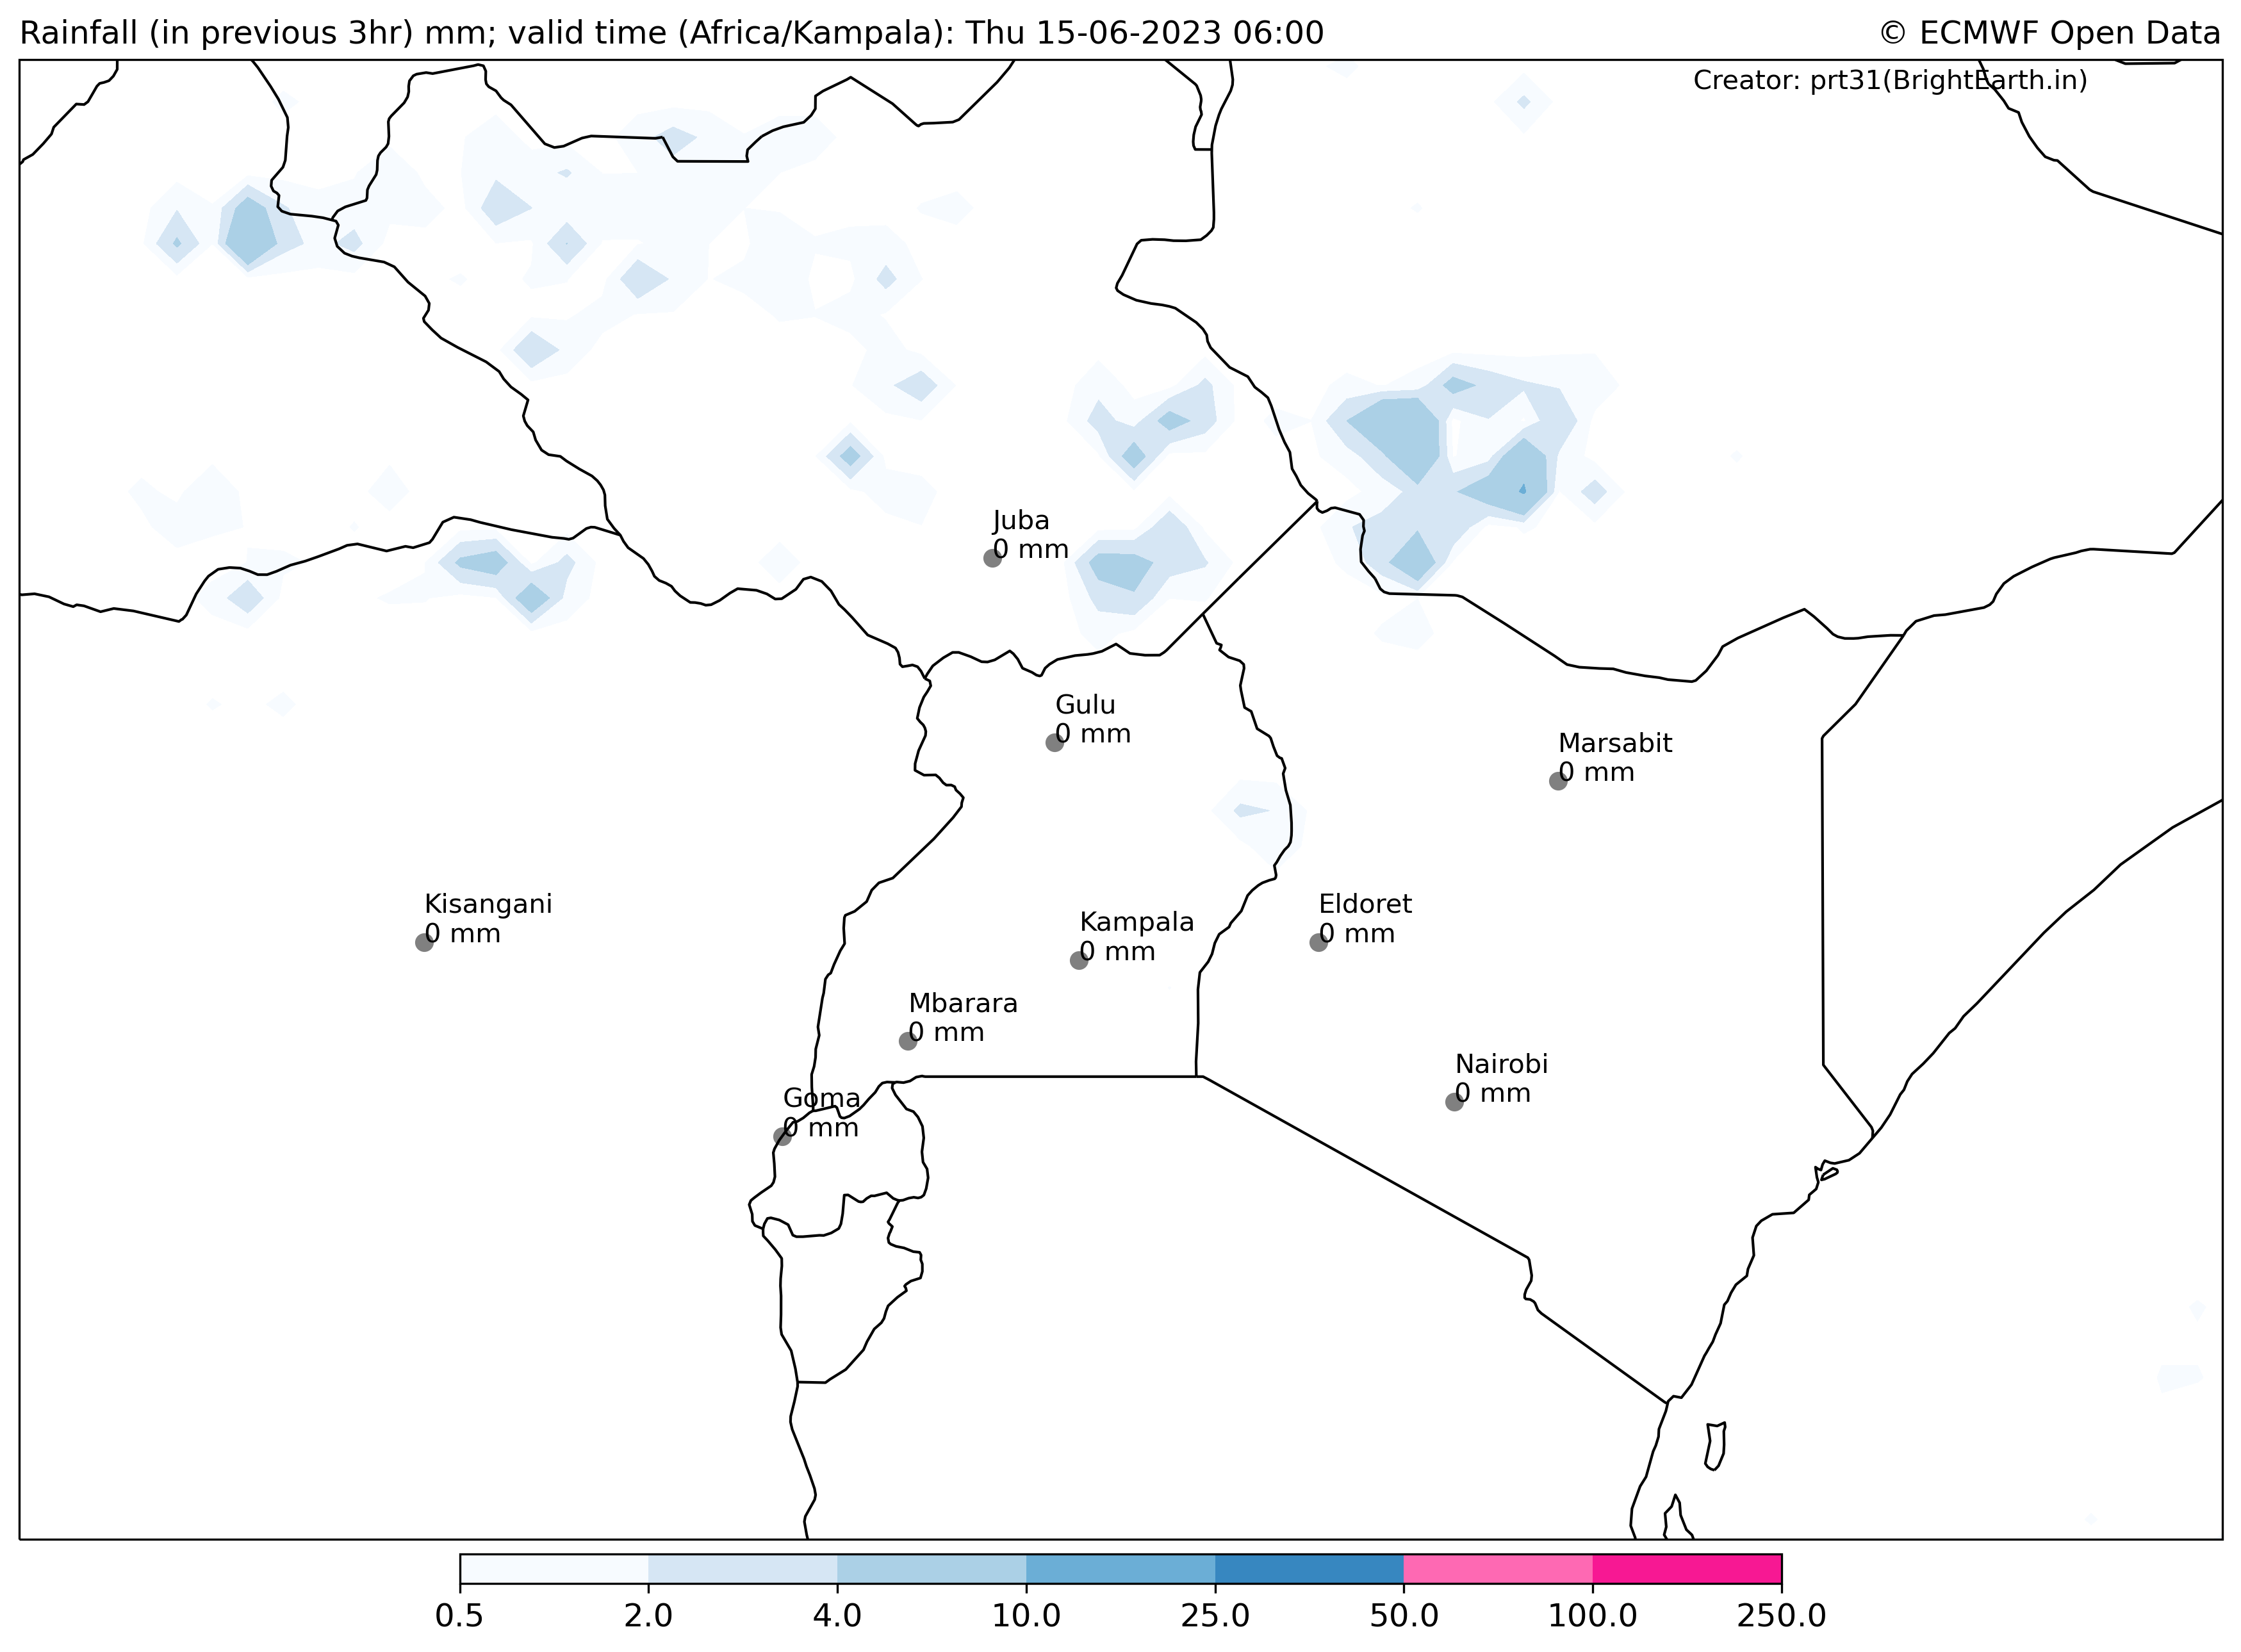 Rainfall (in previous 3hr) mm; valid time (Africa/Kampala): Thu 15-06-2023 06:00
© ECMWF Open Data
Creator: prt31(BrightEarth.in)
Juba
0 mm
Gulu
0 mm
Marsabit
0 mm
Kisangani
0 mm
Kampala
0 mm
Eldoret
0 mm
Mbarara
0 mm
Nairobi
0 mm
Goma
0 mm
0.5 2.0 4.0 10.0 25.0 50.0 100.0 250.0